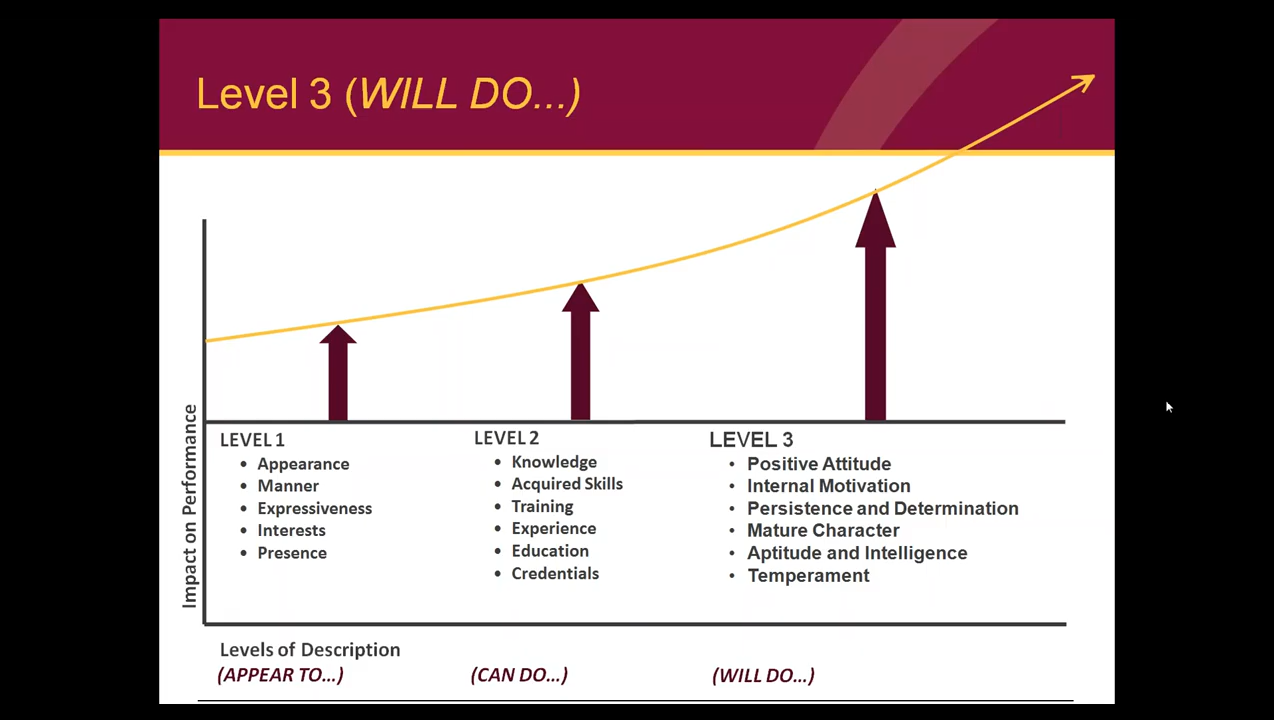 Level 3 (WILL DO...)
Impact on Performance
LEVEL 1
• Appearance
• Manner
• Expressiveness
• Interests
• Presence
LEVEL 2
• Knowledge
• Acquired Skills
• Training
• Experience
• Education
• Credentials
LEVEL 3
• Positive Attitude
• Internal Motivation
• Persistence and Determination
• Mature Character
• Aptitude and Intelligence
• Temperament
Levels of Description
(APPEAR TO...)
(CAN DO...)
(WILL DO...)